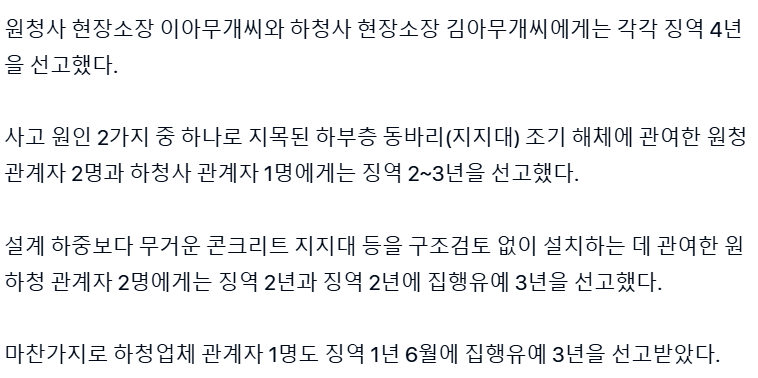 원청사 현장소장 이아무개씨와 하청사 현장소장 김아무개씨에게는 각각 징역 4년
을 선고했다.
사고 원인 2가지 중 하나로 지목된 하부층 동바리(지지대) 조기 해체에 관여한 원청
관계자 2명과 하청사 관계자 1명에게는 징역 2~3년을 선고했다.
설계 하중보다 무거운 콘크리트 지지대 등을 구조검토 없이 설치하는 데 관여한 원
하청 관계자 2명에게는 징역 2년과 징역 2년에 집행유예 3년을 선고했다.
마찬가지로 하청업체 관계자 1명도 징역 1년 6월에 집행유예 3년을 선고받았다.